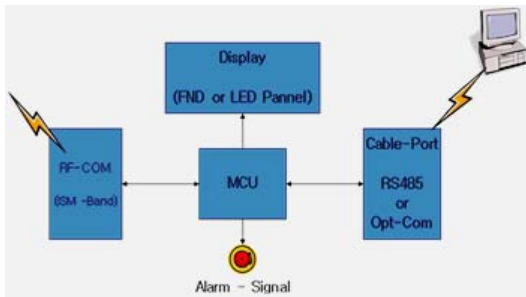 Display
(FND or LED Pannel)
RF-COM
(ISM -Band)
MCU
Cable-Port
RS485
or
Opt-Com
Alarm - Signal